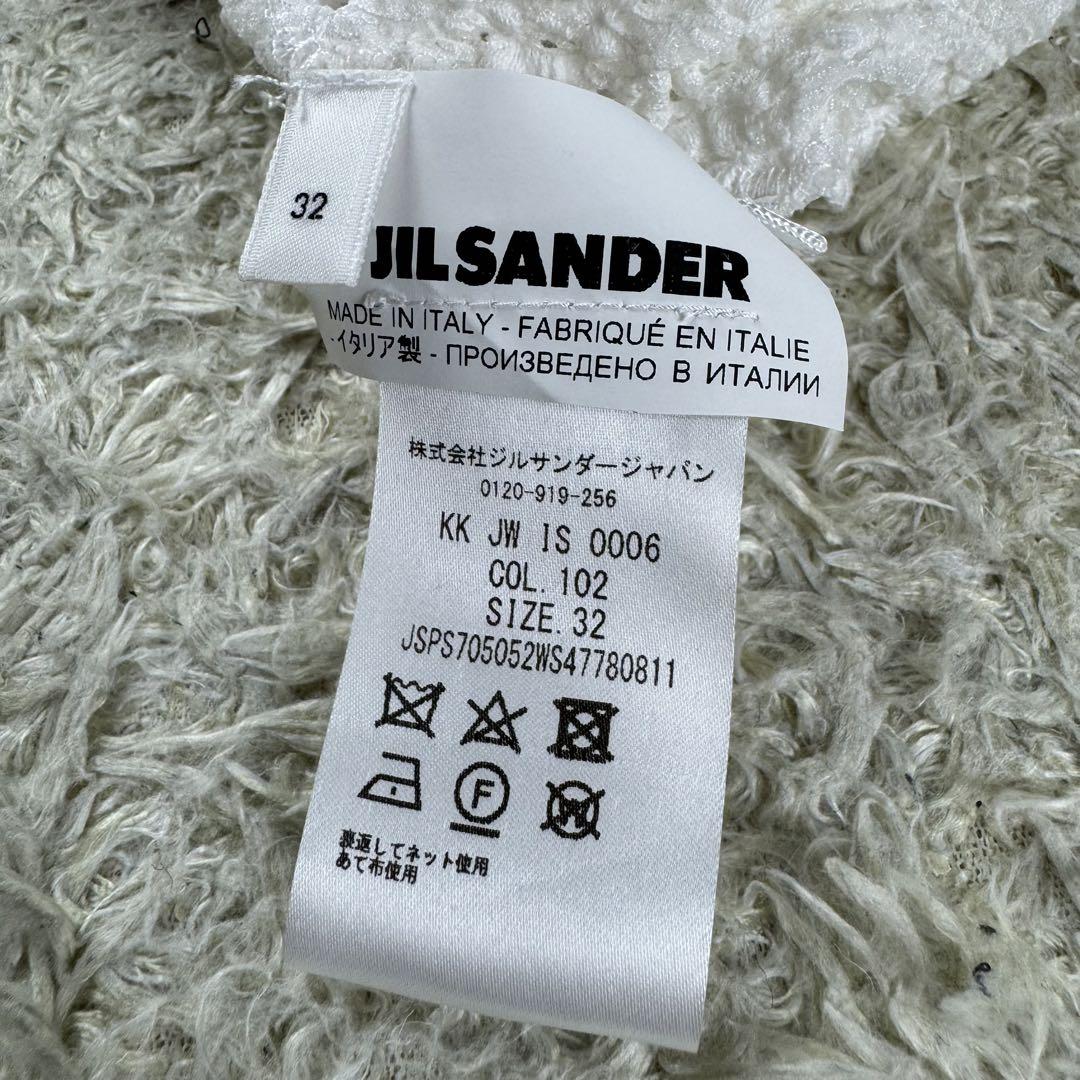 32
JIL SANDER
MADE IN ITALY - FABRIQUÉ EN ITALIE
- イタリア製 - ПРОИЗВЕДЕНО В ИТАЛИИ
株式会社ジルサンダージャパン
0120-919-256
KK JW IS 0006
COL. 102
SIZE. 32
JSPS705052WS47780811
F
W
裏返してネット使用
あて布使用